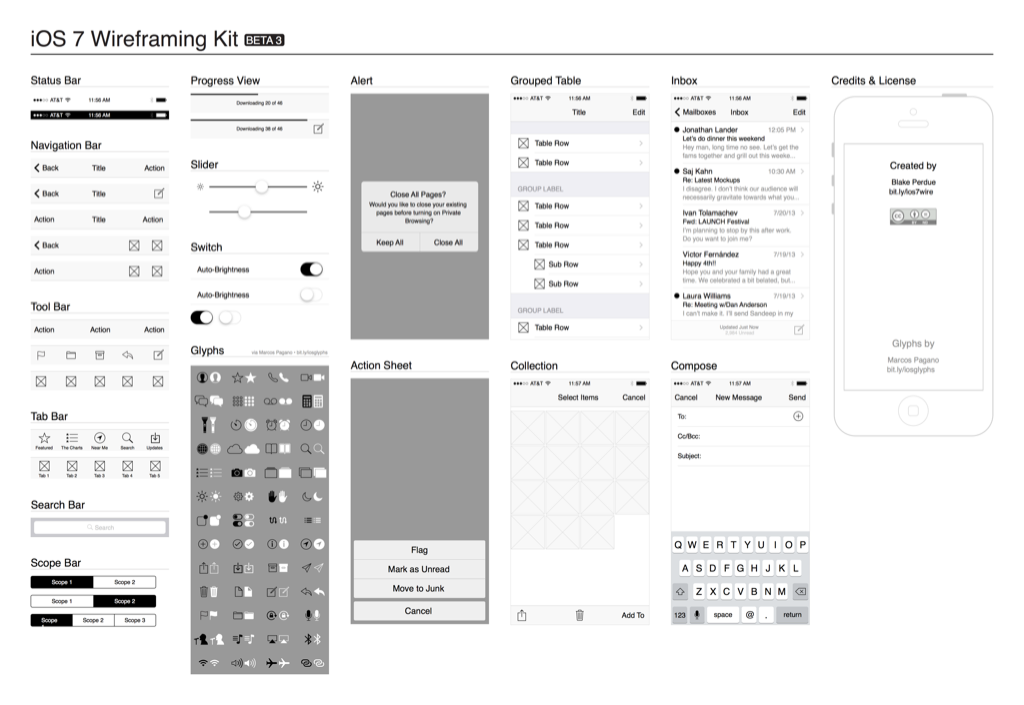 iOS 7 Wireframing Kit BETA 3
Status Bar
AT&T 11:56 AM
AT&T 11:56 AM
Navigation Bar
Back Title Action
Back Title
Action Title Action
Back
Action
Tool Bar
Action Action Action
Tab Bar
Featured The Charts Near Me Search Updates
Tab 1 Tab 2 Tab 3 Tab 4 Tab 5
Search Bar
Search
Scope Bar
Scope 1 Scope 2
Scope 1 Scope 2
Scope Scope 2 Scope 3
Progress View
Downloading 20 of 46
Downloading 38 of 46
Slider
Switch
Auto-Brightness
Auto-Brightness
Glyphs via Marcos Pagano - bit.ly/iosglyphs
Alert
Close All Pages?
Would you like to close your existing
pages before turning on Private
Browsing?
Keep All Close All
Action Sheet
Flag
Mark as Unread
Move to Junk
Cancel
Grouped Table
AT&T 11:56 AM
Title Edit
Table Row
Table Row
GROUP LABEL
Table Row
Table Row
Table Row
Sub Row
Sub Row
GROUP LABEL
Table Row
Collection
AT&T 11:57 AM
Select Items Cancel
Add To
Inbox
AT&T 11:56 AM
Mailboxes Inbox Edit
Jonathan Lander 12:05 PM
Let's do dinner this weekend
Hey man, long time no see. Let's get the
fams together and grill out this weeke...
Saj Kahn 10:30 AM
Re: Latest Mockups
I disagree. I don't think our audience will
necessarily gravitate towards what you...
Ivan Tolamachev 7/20/13
Fwd: LAUNCH Festival
I'm planning to stop by this after work.
Do you want to join me?
Victor Fernández 7/19/13
Happy 4th!!
Hope you and your family had a great
time. We celebrated a bit belated, but...
Laura Williams 7/19/13
Re: Meeting w/Dan Anderson
I can't make it. I'll send Sandeep in my
Updated Just Now
Unread
Compose
AT&T 11:57 AM
Cancel New Message Send
To:
Cc/Bcc:
Subject:
Q W E R T Y U I O P
A S D F G H J K L
Z X C V B N M
123 space @ . return
Credits & License
Created by
Blake Perdue
bit.ly/ios7wire
cc
Glyphs by
Marcos Pagano
bit.ly/iosglyphs